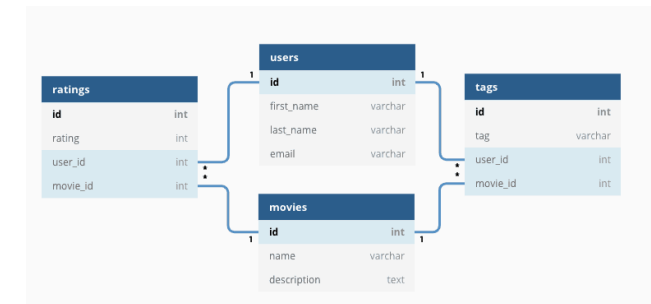 users
1
id int
1
first_name varchar
last_name varchar
email varchar
ratings
id int
rating int
user_id int
*
movie_id int
*
tags
id int
tag varchar
user_id int
*
movie_id int
*
movies
1
id int
1
name varchar
description text